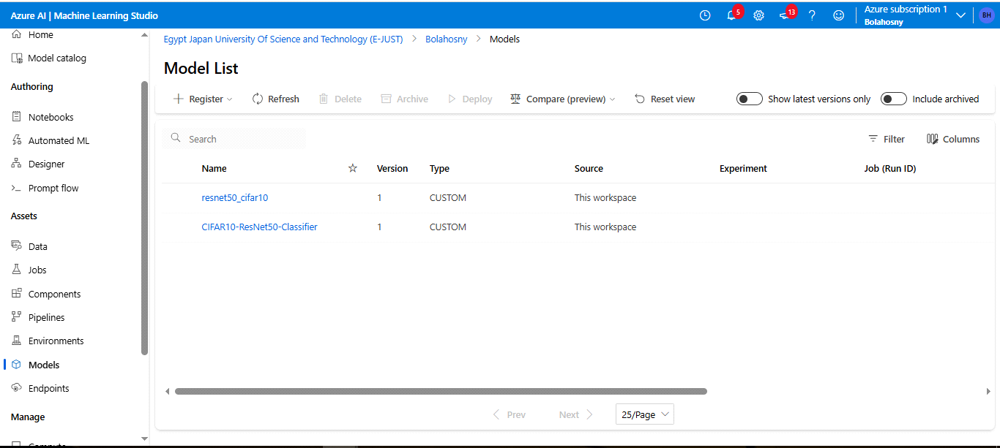 Azure AI | Machine Learning Studio
5
13
?
Azure subscription 1
Bolahosny
BH
Home
Model catalog
Authoring
Notebooks
Automated ML
Designer
Prompt flow
Assets
Data
Jobs
Components
Pipelines
Environments
Models
Endpoints
Manage
Egypt Japan University Of Science and Technology (E-JUST) > Bolahosny > Models
Model List
Register
Refresh
Delete
Archive
Deploy
Compare (preview)
Reset view
Show latest versions only
Include archived
Search
Filter
Columns
Name Version Type Source Experiment Job (Run ID)
resnet50_cifar10 1 CUSTOM This workspace
CIFAR10-ResNet50-Classifier 1 CUSTOM This workspace
Prev
Next
25/Page